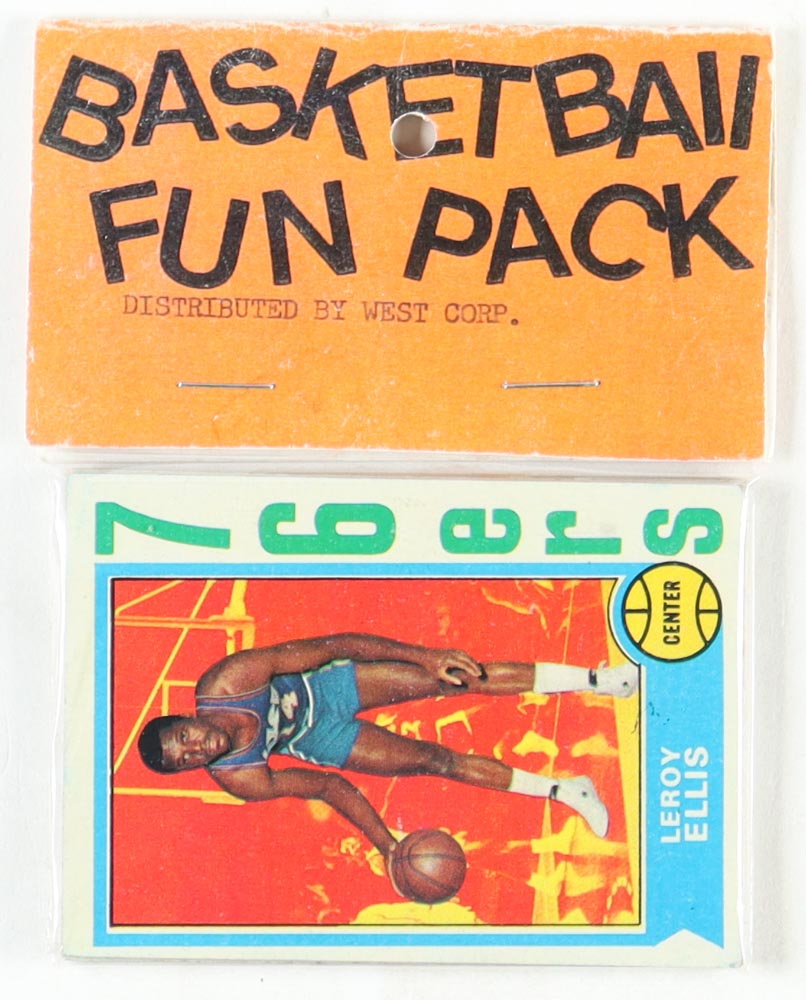 BASKETBAll
FUN PACK
DISTRIBUTED BY WEST CORP.
76ers
CENTER
LEROY
ELLIS